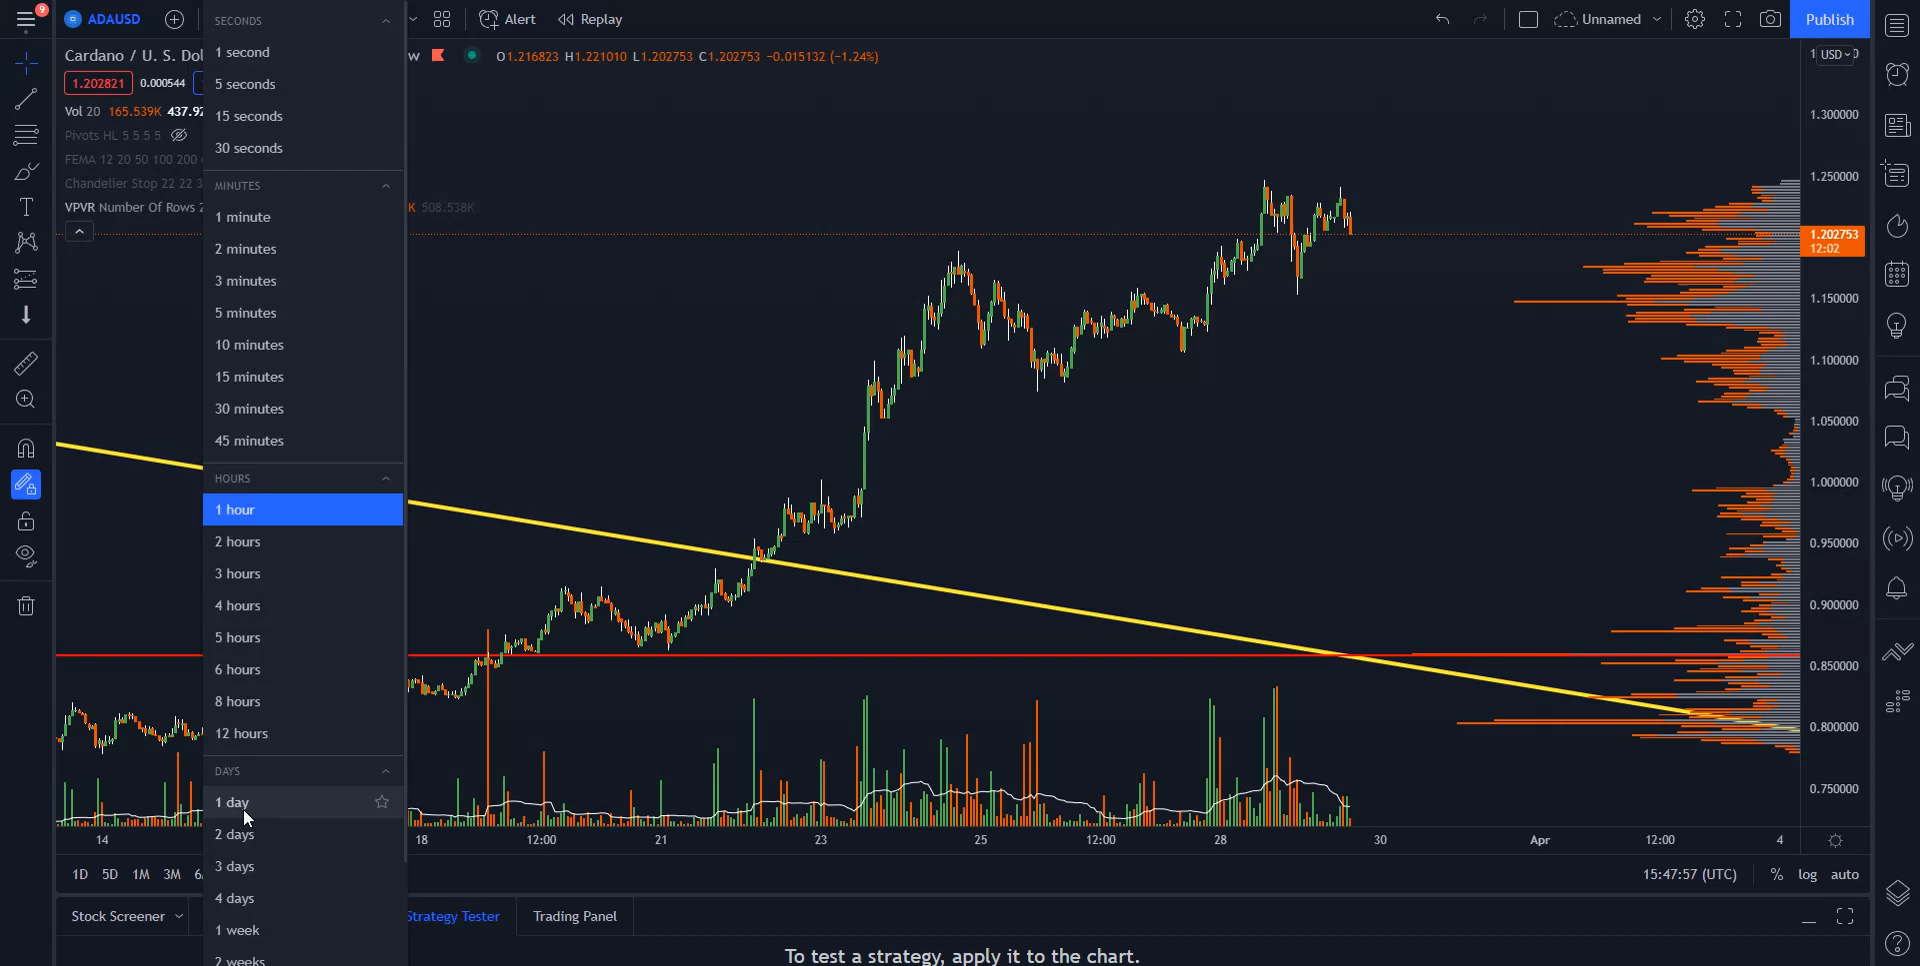 9
ADAUSD
Alert
Replay
Unnamed
Publish
Cardano / U. S. Dol
w
O1.216823 H1.221010 L1.202753 C1.202753 −0.015132 (−1.24%)
1.202821 0.000544
Vol 20 165.539K 437.92
Pivots HL 5 5 5 5
FEMA 12 20 50 100 200
Chandelier Stop 22 22 3
VPVR Number Of Rows 2
K 508.538K
SECONDS
1 second
5 seconds
15 seconds
30 seconds
MINUTES
1 minute
2 minutes
3 minutes
5 minutes
10 minutes
15 minutes
30 minutes
45 minutes
HOURS
1 hour
2 hours
3 hours
4 hours
5 hours
6 hours
8 hours
12 hours
DAYS
1 day
2 days
3 days
4 days
1 week
2 weeks
USD
1.300000
1.250000
1.202753
12:02
1.150000
1.100000
1.050000
1.000000
0.950000
0.900000
0.850000
0.800000
0.750000
14
18
12:00
21
23
25
12:00
28
30
Apr
12:00
4
1D 5D 1M 3M 6
15:47:57 (UTC)
%
log
auto
Stock Screener
Strategy Tester
Trading Panel
To test a strategy, apply it to the chart.